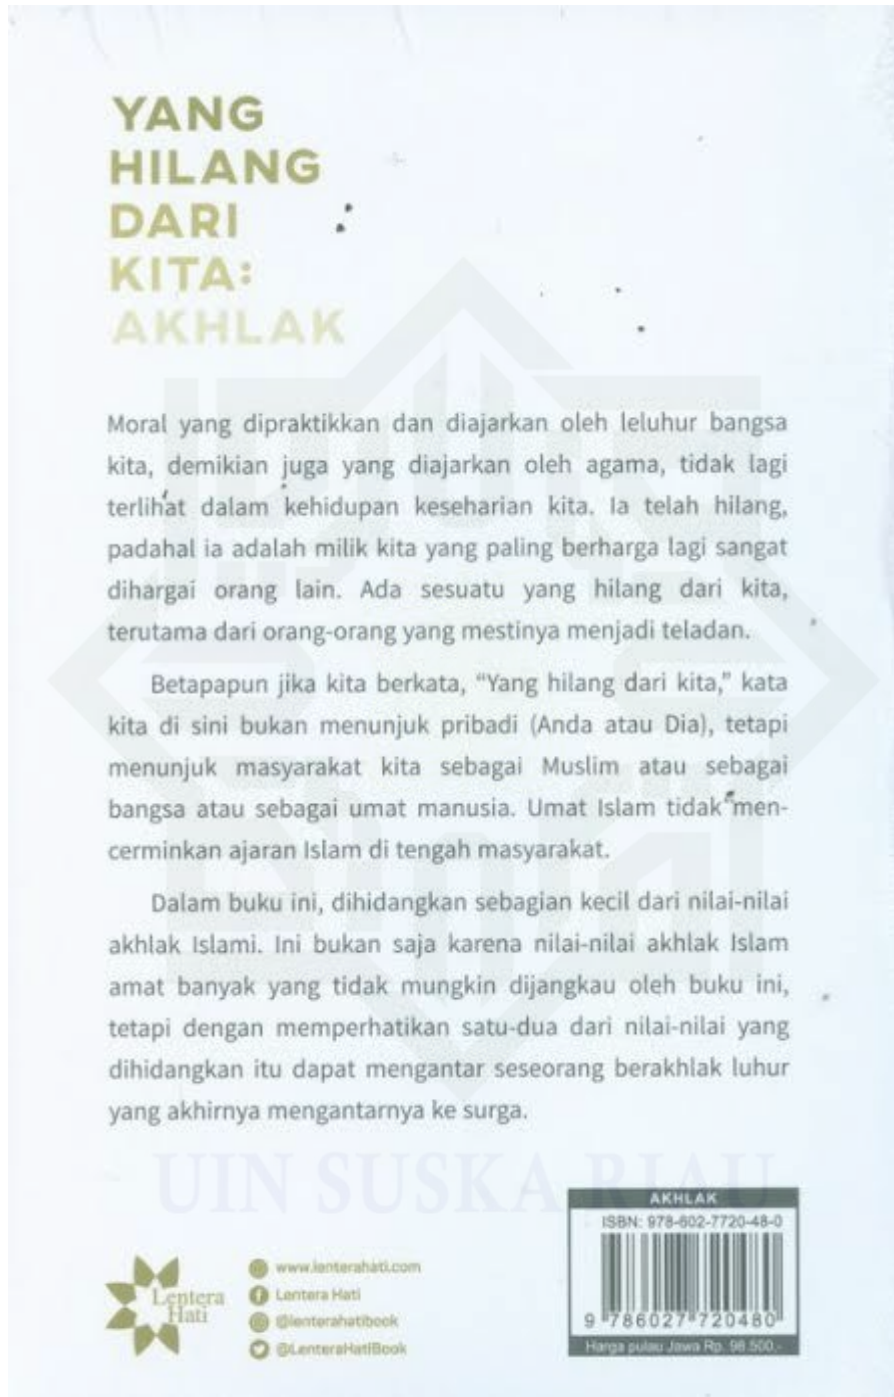 YANG
HILANG
DARI
KITA:
AKHLAK
Moral yang dipraktikkan dan diajarkan oleh leluhur bangsa
kita, demikian juga yang diajarkan oleh agama, tidak lagi
terlihat dalam kehidupan keseharian kita. Ia telah hilang,
padahal ia adalah milik kita yang paling berharga lagi sangat
dihargai orang lain. Ada sesuatu yang hilang dari kita,
terutama dari orang-orang yang mestinya menjadi teladan.
Betapapun jika kita berkata, “Yang hilang dari kita,” kata
kita di sini bukan menunjuk pribadi (Anda atau Dia), tetapi
menunjuk masyarakat kita sebagai Muslim atau sebagai
bangsa atau sebagai umat manusia. Umat Islam tidak men-
cerminkan ajaran Islam di tengah masyarakat.
Dalam buku ini, dihidangkan sebagian kecil dari nilai-nilai
akhlak Islami. Ini bukan saja karena nilai-nilai akhlak Islam
amat banyak yang tidak mungkin dijangkau oleh buku ini,
tetapi dengan memperhatikan satu-dua dari nilai-nilai yang
dihidangkan itu dapat mengantar seseorang berakhlak luhur
yang akhirnya mengantarnya ke surga.
UIN SUSKA RIAU
Lentera
Hati
www.lenterahati.com
Lentera Hati
@lenterahatibook
@LenteraHatiBook
AKHLAK
ISBN: 978-602-7720-48-0
9 786027 720480
Harga pulau Jawa Rp. 98.500,-